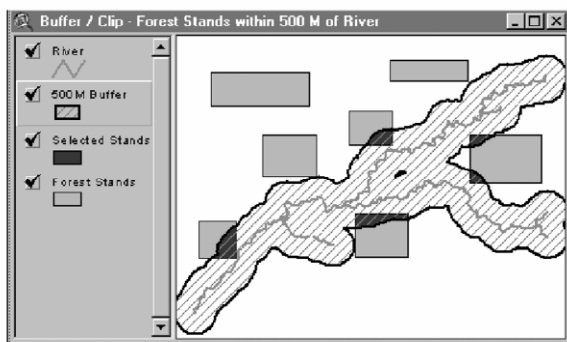 Buffer / Clip - Forest Stands within 500 M of River
River
500 M Buffer
Selected Stands
Forest Stands